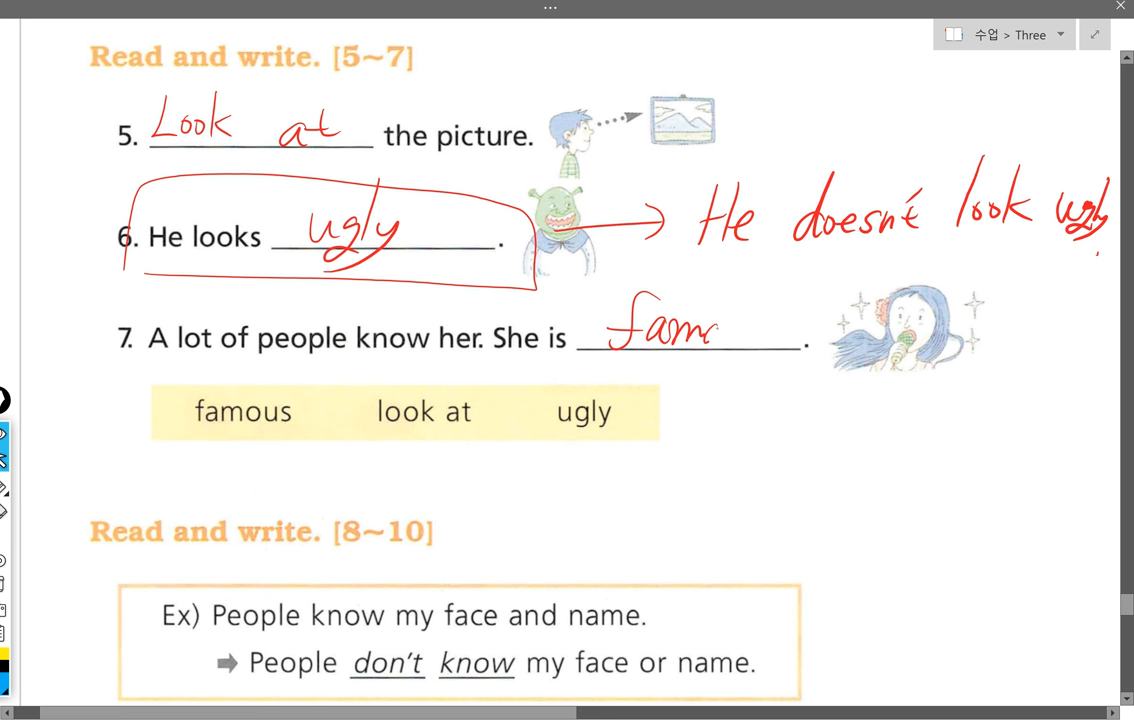 ...
수업 > Three
Read and write. [5~7]
5. Look at the picture.
6. He looks ugly. He doesn't look ugly.
7. A lot of people know her. She is famo.
famous look at ugly
Read and write. [8~10]
Ex) People know my face and name.
➡ People don't know my face or name.